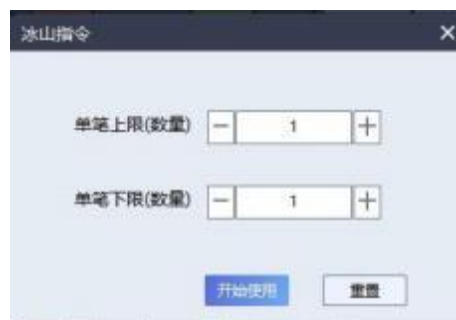 冰山指令
单笔上限(数量) 1
单笔下限(数量) 1
开始使用 重置